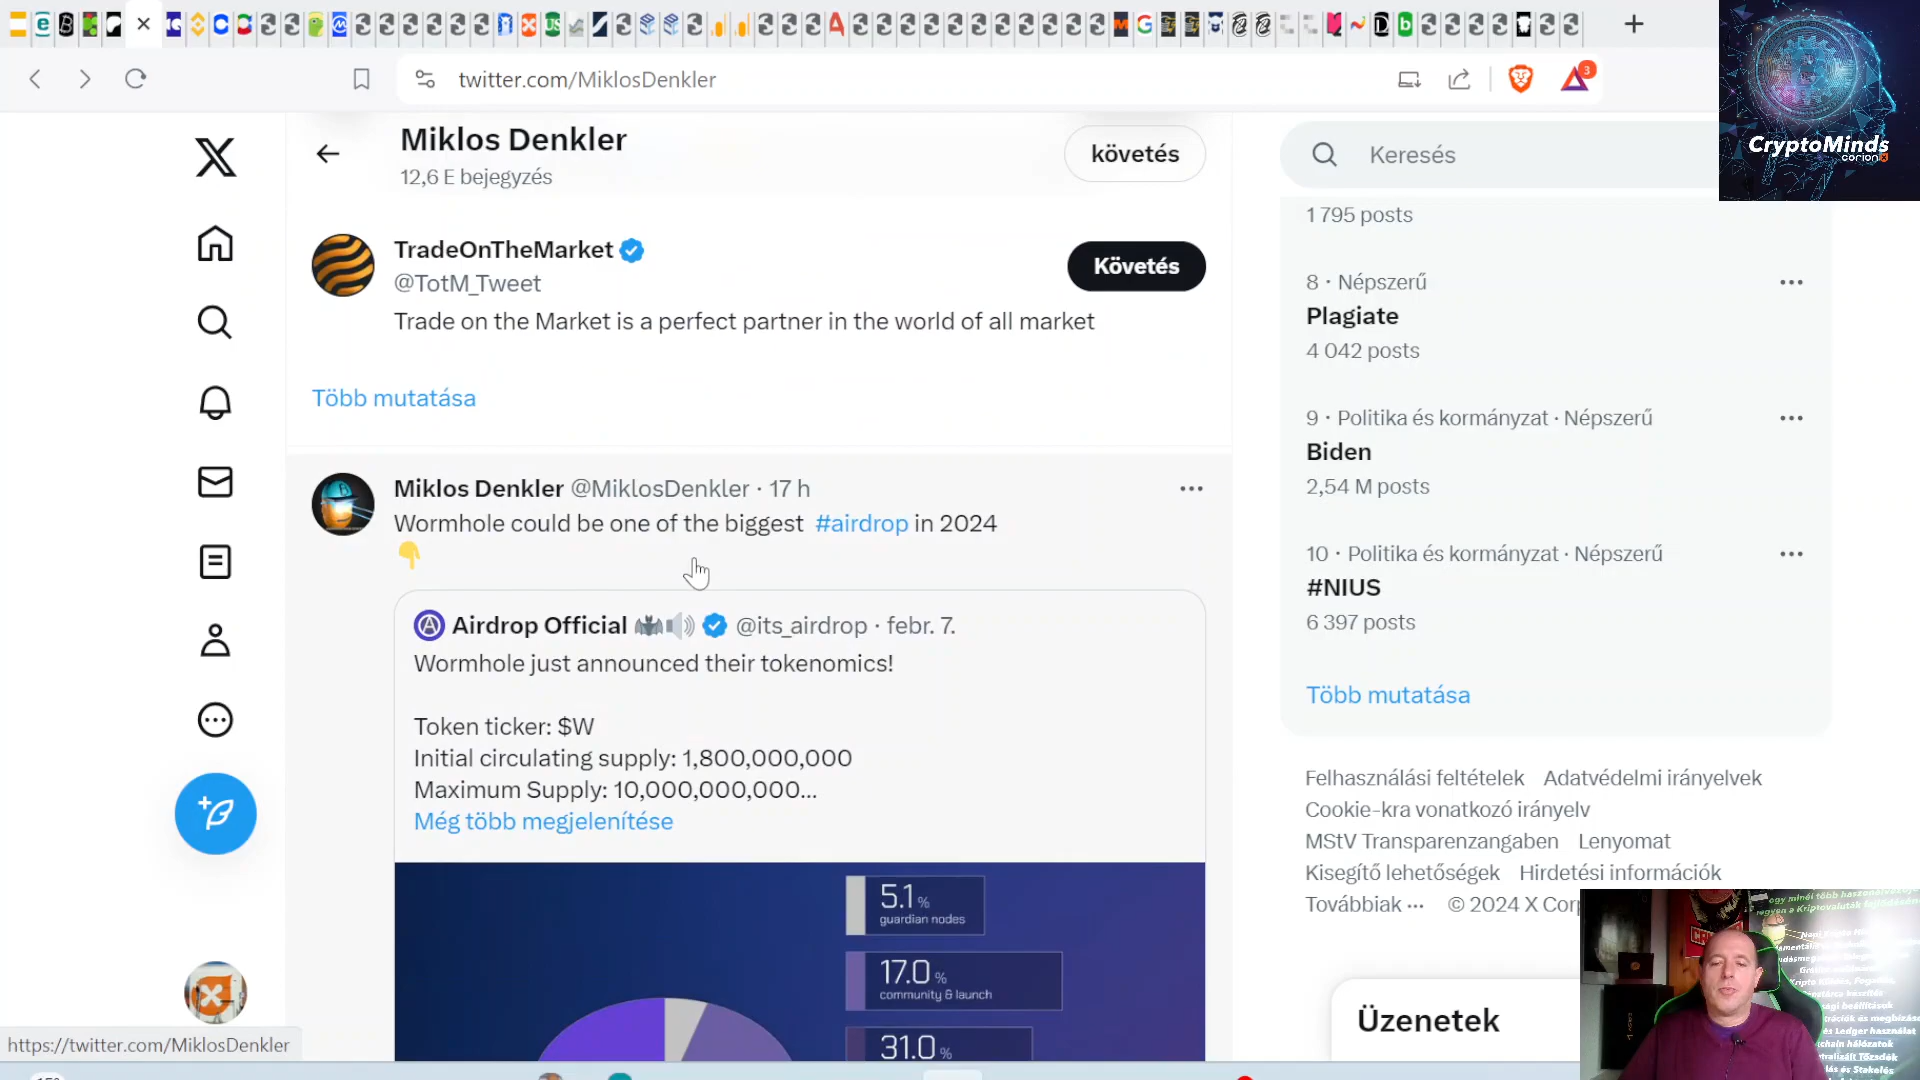 twitter.com/MiklosDenkler
3
CryptoMinds
corion
Miklos Denkler
12,6 E bejegyzés
követés
Keresés
TradeOnTheMarket
@TotM_Tweet
Követés
Trade on the Market is a perfect partner in the world of all market
Több mutatása
Miklos Denkler @MiklosDenkler · 17 h
Wormhole could be one of the biggest #airdrop in 2024
Airdrop Official @its_airdrop · febr. 7.
Wormhole just announced their tokenomics!
Token ticker: $W
Initial circulating supply: 1,800,000,000
Maximum Supply: 10,000,000,000...
Még több megjelenítése
5.1 %
guardian nodes
17.0 %
community & launch
31.0 %
1 795 posts
8 · Népszerű
Plagiate
4 042 posts
9 · Politika és kormányzat · Népszerű
Biden
2,54 M posts
10 · Politika és kormányzat · Népszerű
#NIUS
6 397 posts
Több mutatása
Felhasználási feltételek Adatvédelmi irányelvek
Cookie-kra vonatkozó irányelv
MStV Transparenzangaben Lenyomat
Kisegítő lehetőségek Hirdetési információk
Továbbiak ··· © 2024 X Corp
Üzenetek
https://twitter.com/MiklosDenkler